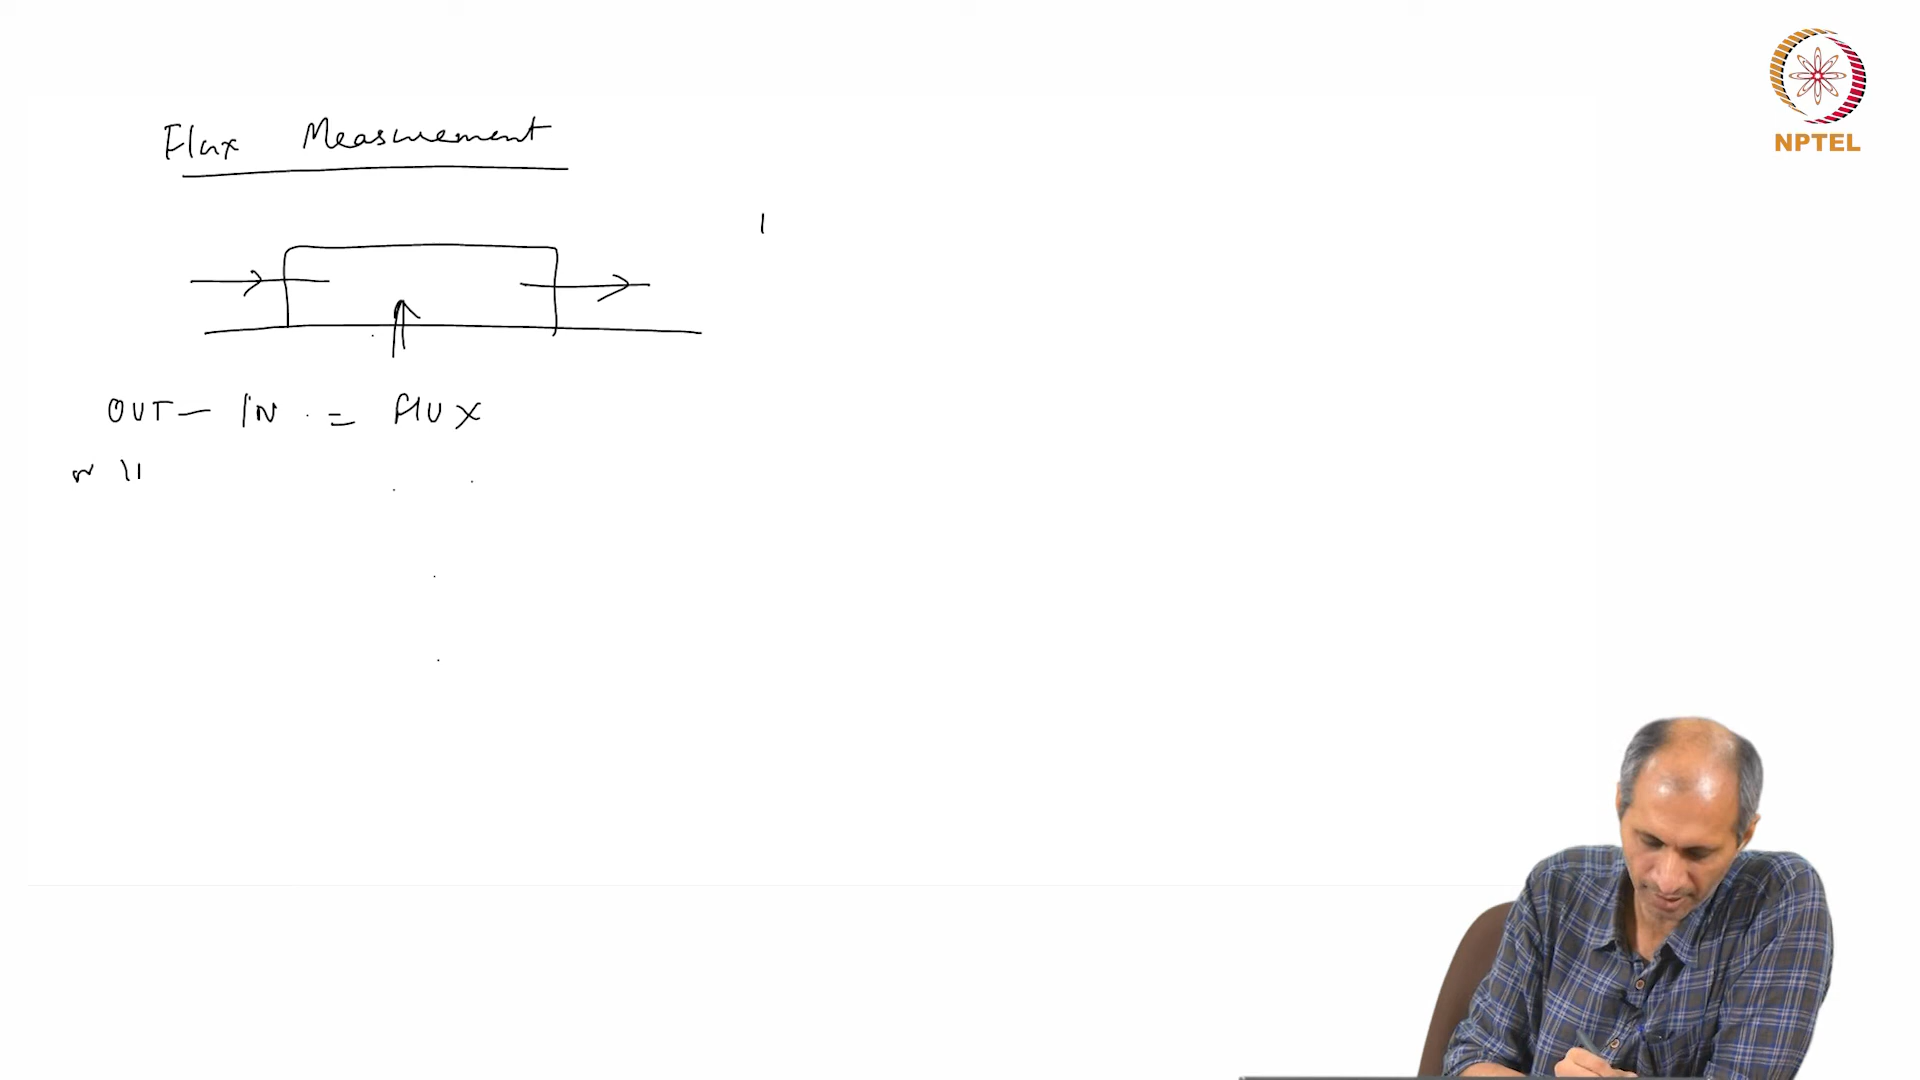 Flux Measurement
NPTEL
OUT — IN = FLUX